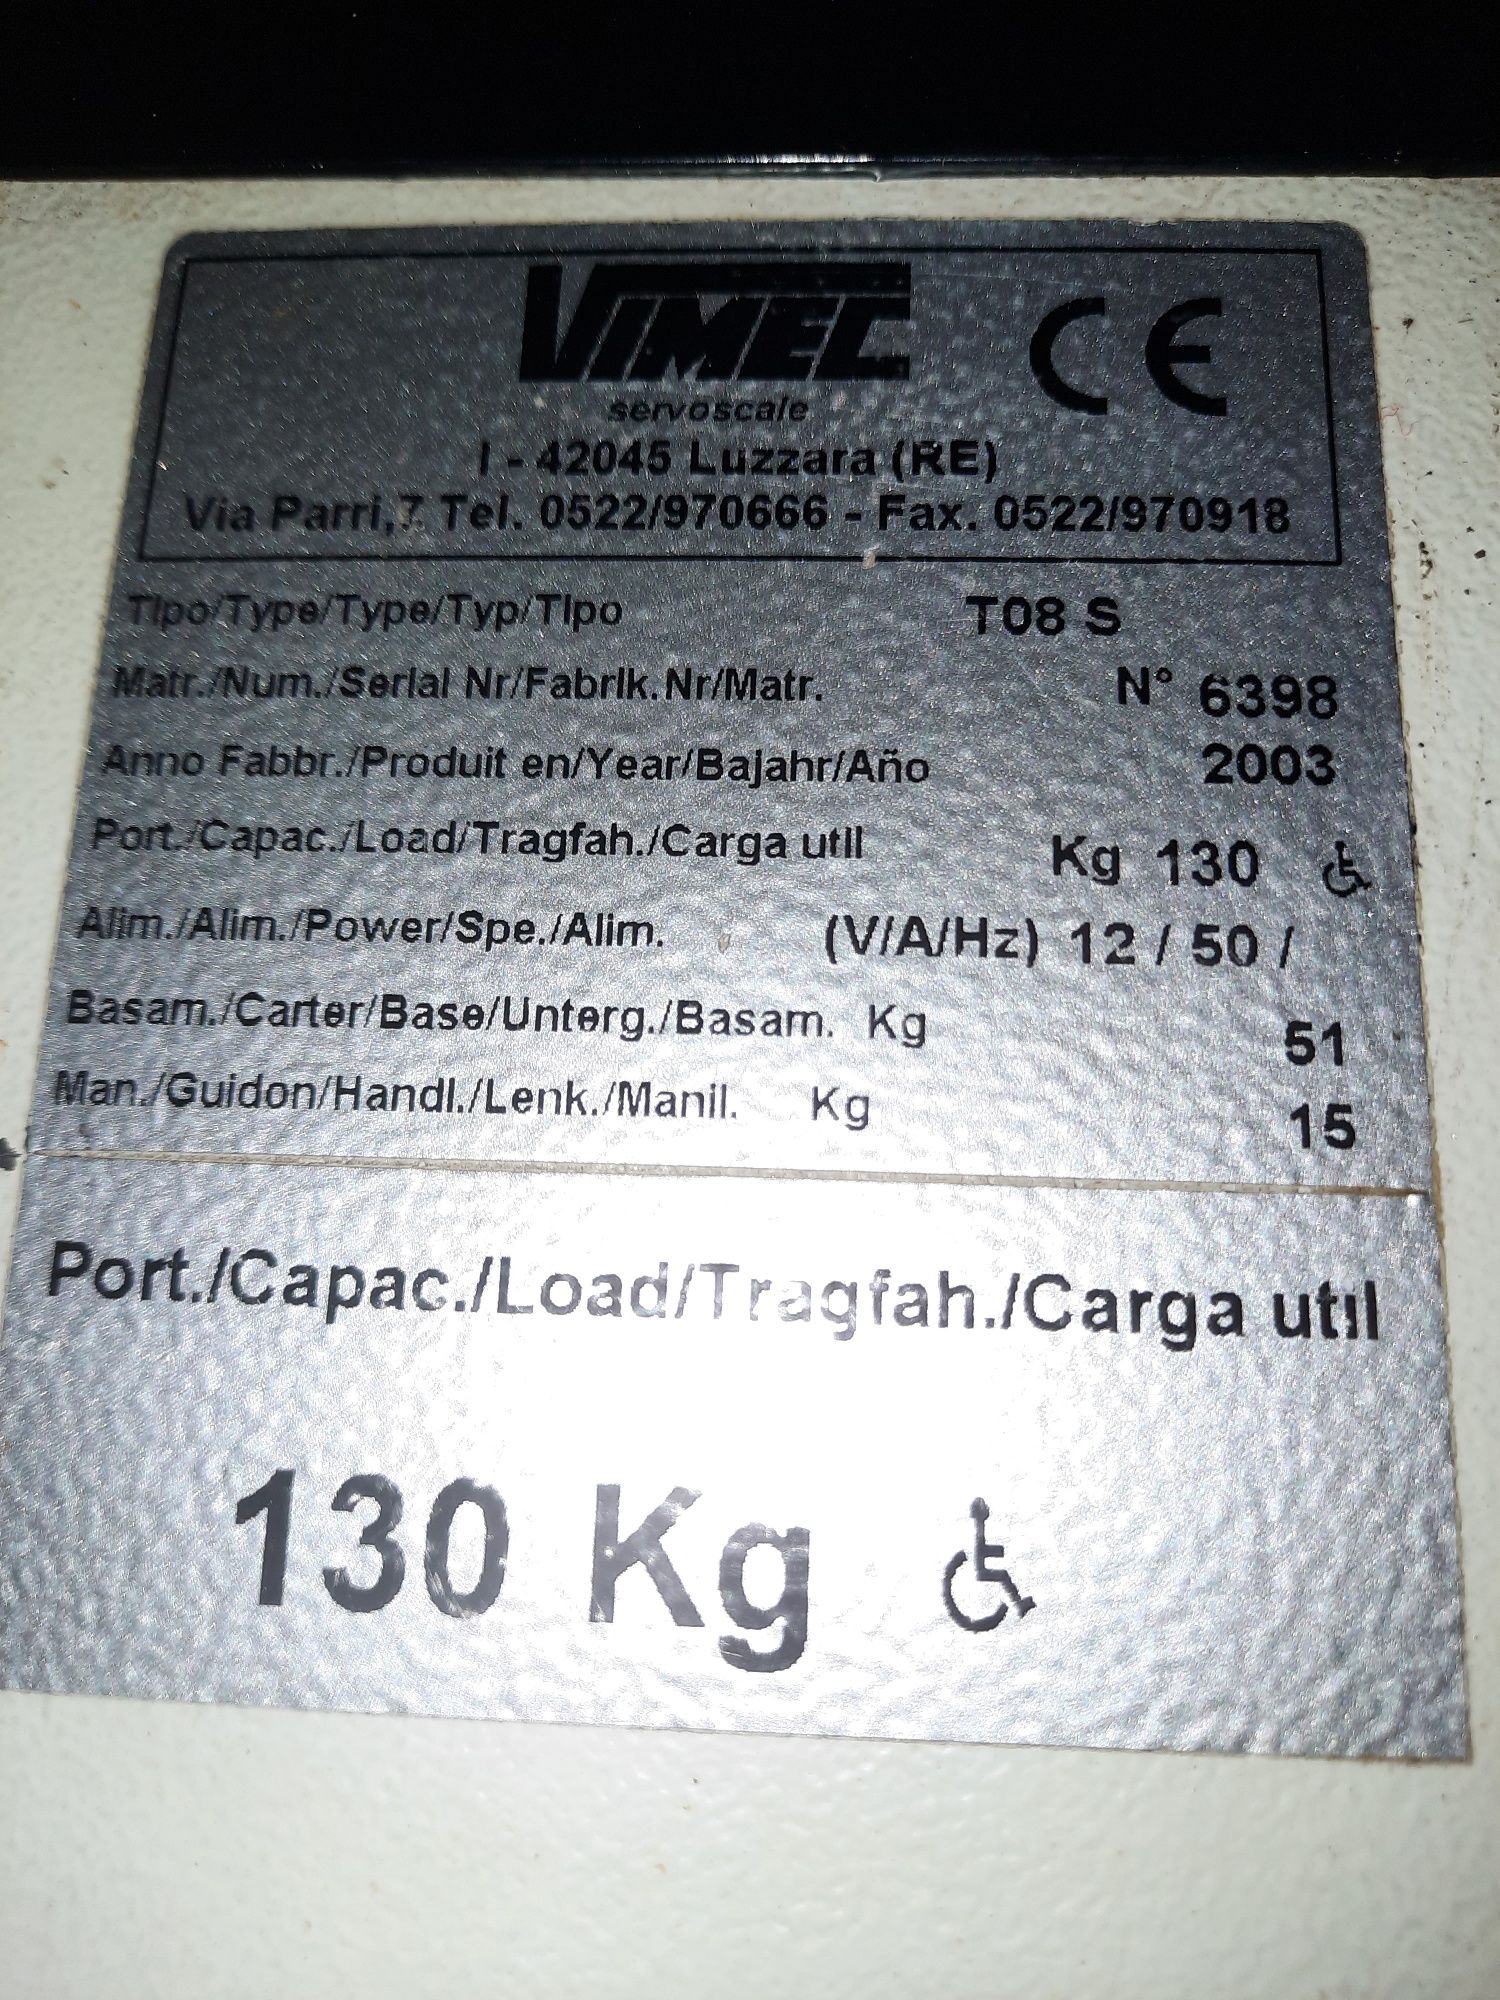 VIMEC CE
servoscale
I - 42045 Luzzara (RE)
Via Parri,7 Tel. 0522/970666 - Fax. 0522/970918
Tipo/Type/Type/Typ/Tipo T08 S
Matr./Num./Serial Nr/Fabrik.Nr/Matr. N° 6398
Anno Fabbr./Produit en/Year/Bajahr/Año 2003
Port./Capac./Load/Tragfah./Carga util Kg 130
Alim./Alim./Power/Spe./Alim. (V/A/Hz) 12 / 50 /
Basam./Carter/Base/Unterg./Basam. Kg 51
Man./Guidon/Handl./Lenk./Manil. Kg 15
Port./Capac./Load/Tragfah./Carga util
130 Kg